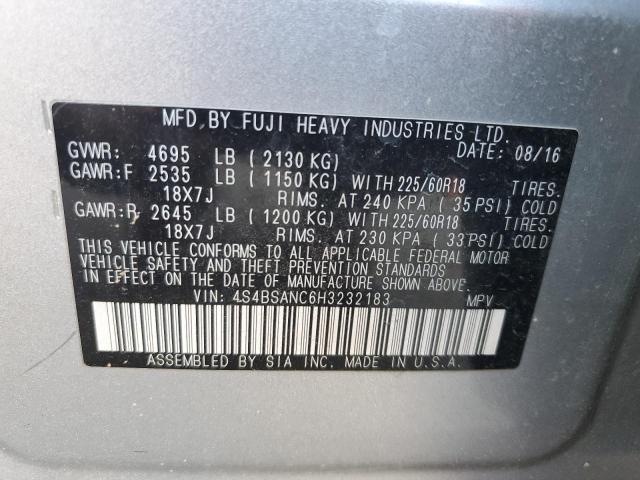 MFD. BY FUJI HEAVY INDUSTRIES LTD.
DATE: 08/16
GVWR: 4695 LB (2130 KG)
GAWR:F 2535 LB (1150 KG) WITH 225/60R18 TIRES.
18X7J RIMS. AT 240 KPA (35 PSI) COLD
GAWR:R 2645 LB (1200 KG) WITH 225/60R18 TIRES.
18X7J RIMS. AT 230 KPA (33 PSI) COLD
THIS VEHICLE CONFORMS TO ALL APPLICABLE FEDERAL MOTOR
VEHICLE SAFETY AND THEFT PREVENTION STANDARDS
IN EFFECT ON THE DATE OF MANUFACTURE SHOWN ABOVE.
VIN: 4S4BSANC6H3232183 MPV
ASSEMBLED BY SIA INC. MADE IN U.S.A.